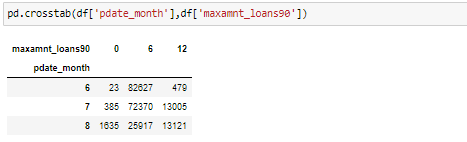 pd.crosstab(df['pdate_month'],df['maxamnt_loans90'])
maxamnt_loans90 0 6 12
pdate_month
6 23 82627 479
7 385 72370 13005
8 1635 25917 13121